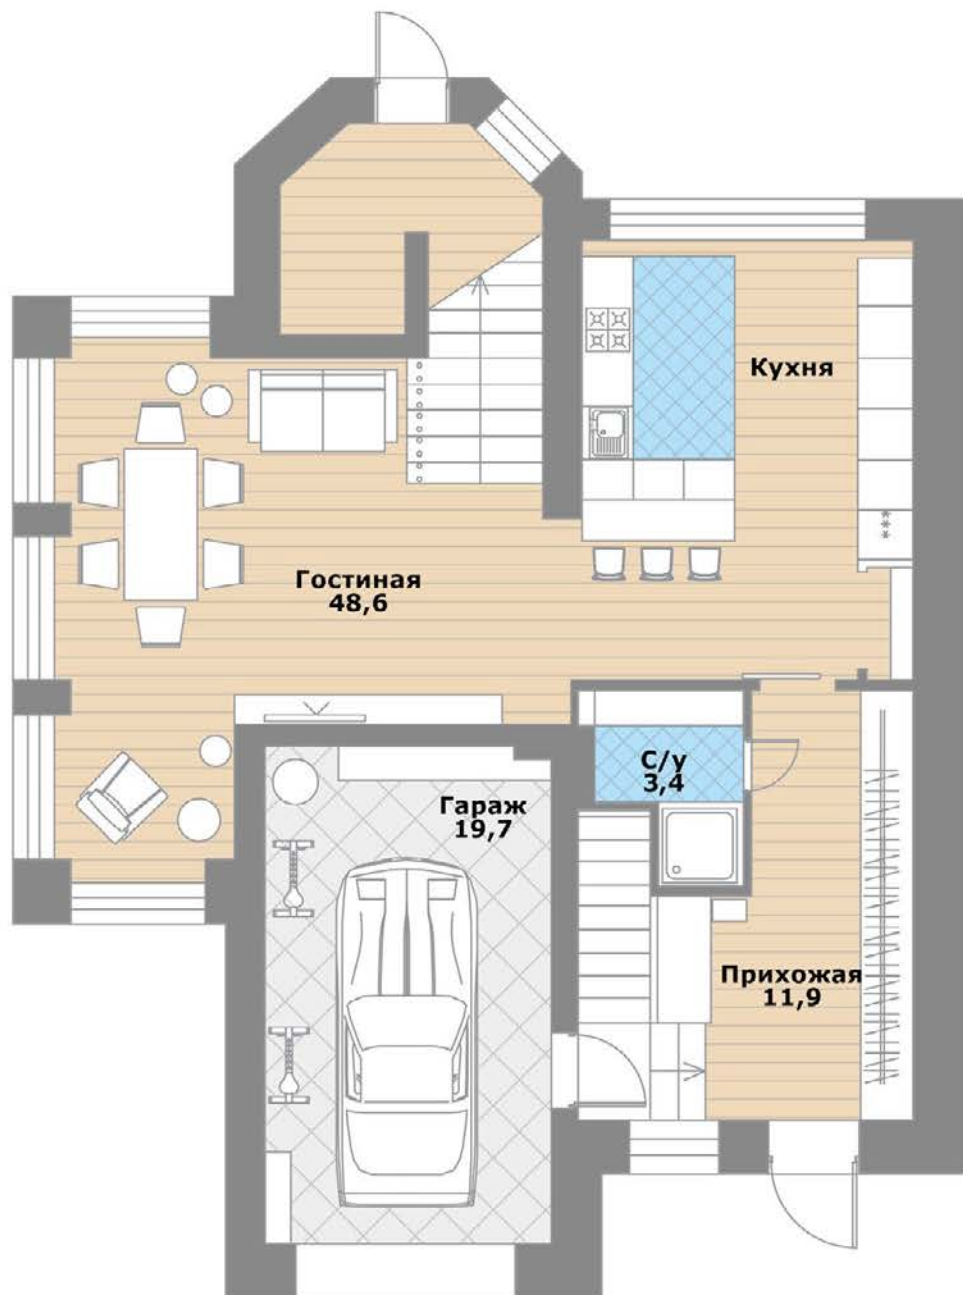 Кухня
Гостиная
48,6
С/у
3,4
Гараж
19,7
Прихожая
11,9